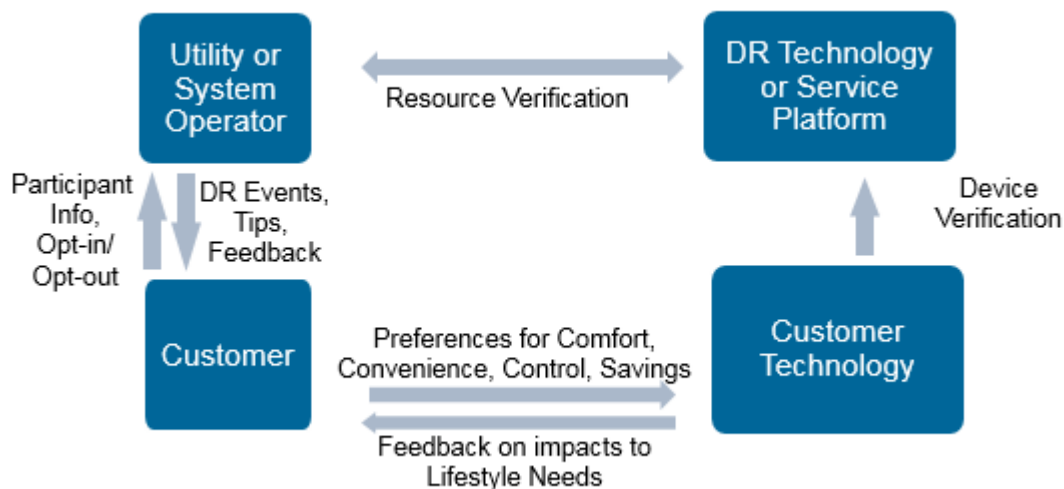 Utility or
System
Operator
Resource Verification
DR Technology
or Service
Platform
Participant
Info,
Opt-in/
Opt-out
DR Events,
Tips,
Feedback
Device
Verification
Customer
Preferences for Comfort,
Convenience, Control, Savings
Feedback on impacts to
Lifestyle Needs
Customer
Technology